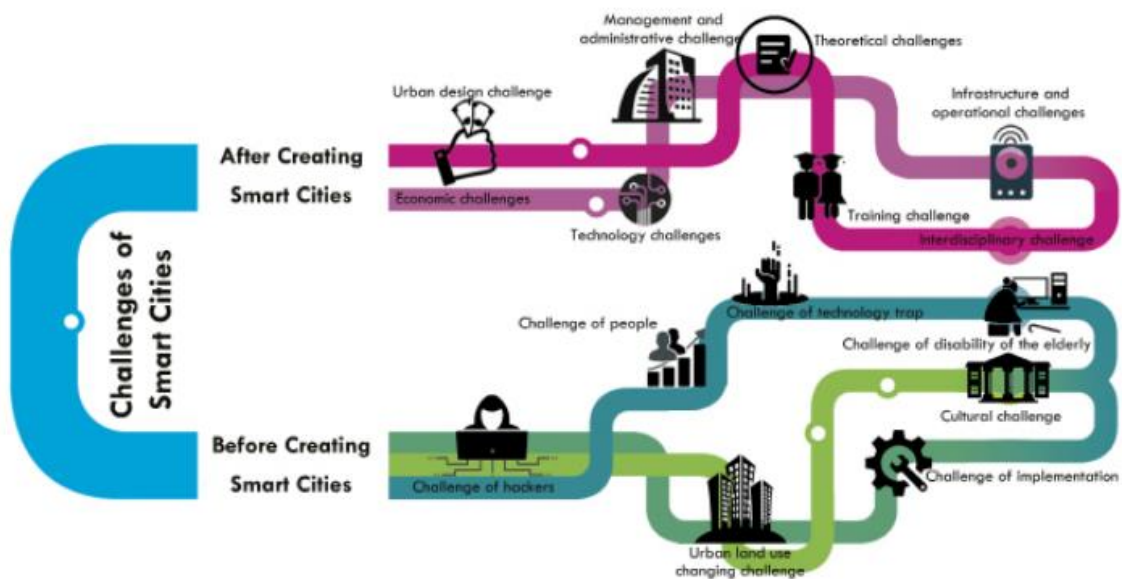 Management and
administrative challenge
Theoretical challenges
Urban design challenge
Infrastructure and
operational challenges
After Creating
Smart Cities
Economic challenges
Technology challenges
Training challenge
Interdisciplinary challenge
Challenges of
Smart Cities
Challenge of people
Challenge of technology trap
Challenge of disability of the elderly
Cultural challenge
Before Creating
Smart Cities
Challenge of hackers
Challenge of implementation
Urban land use
changing challenge